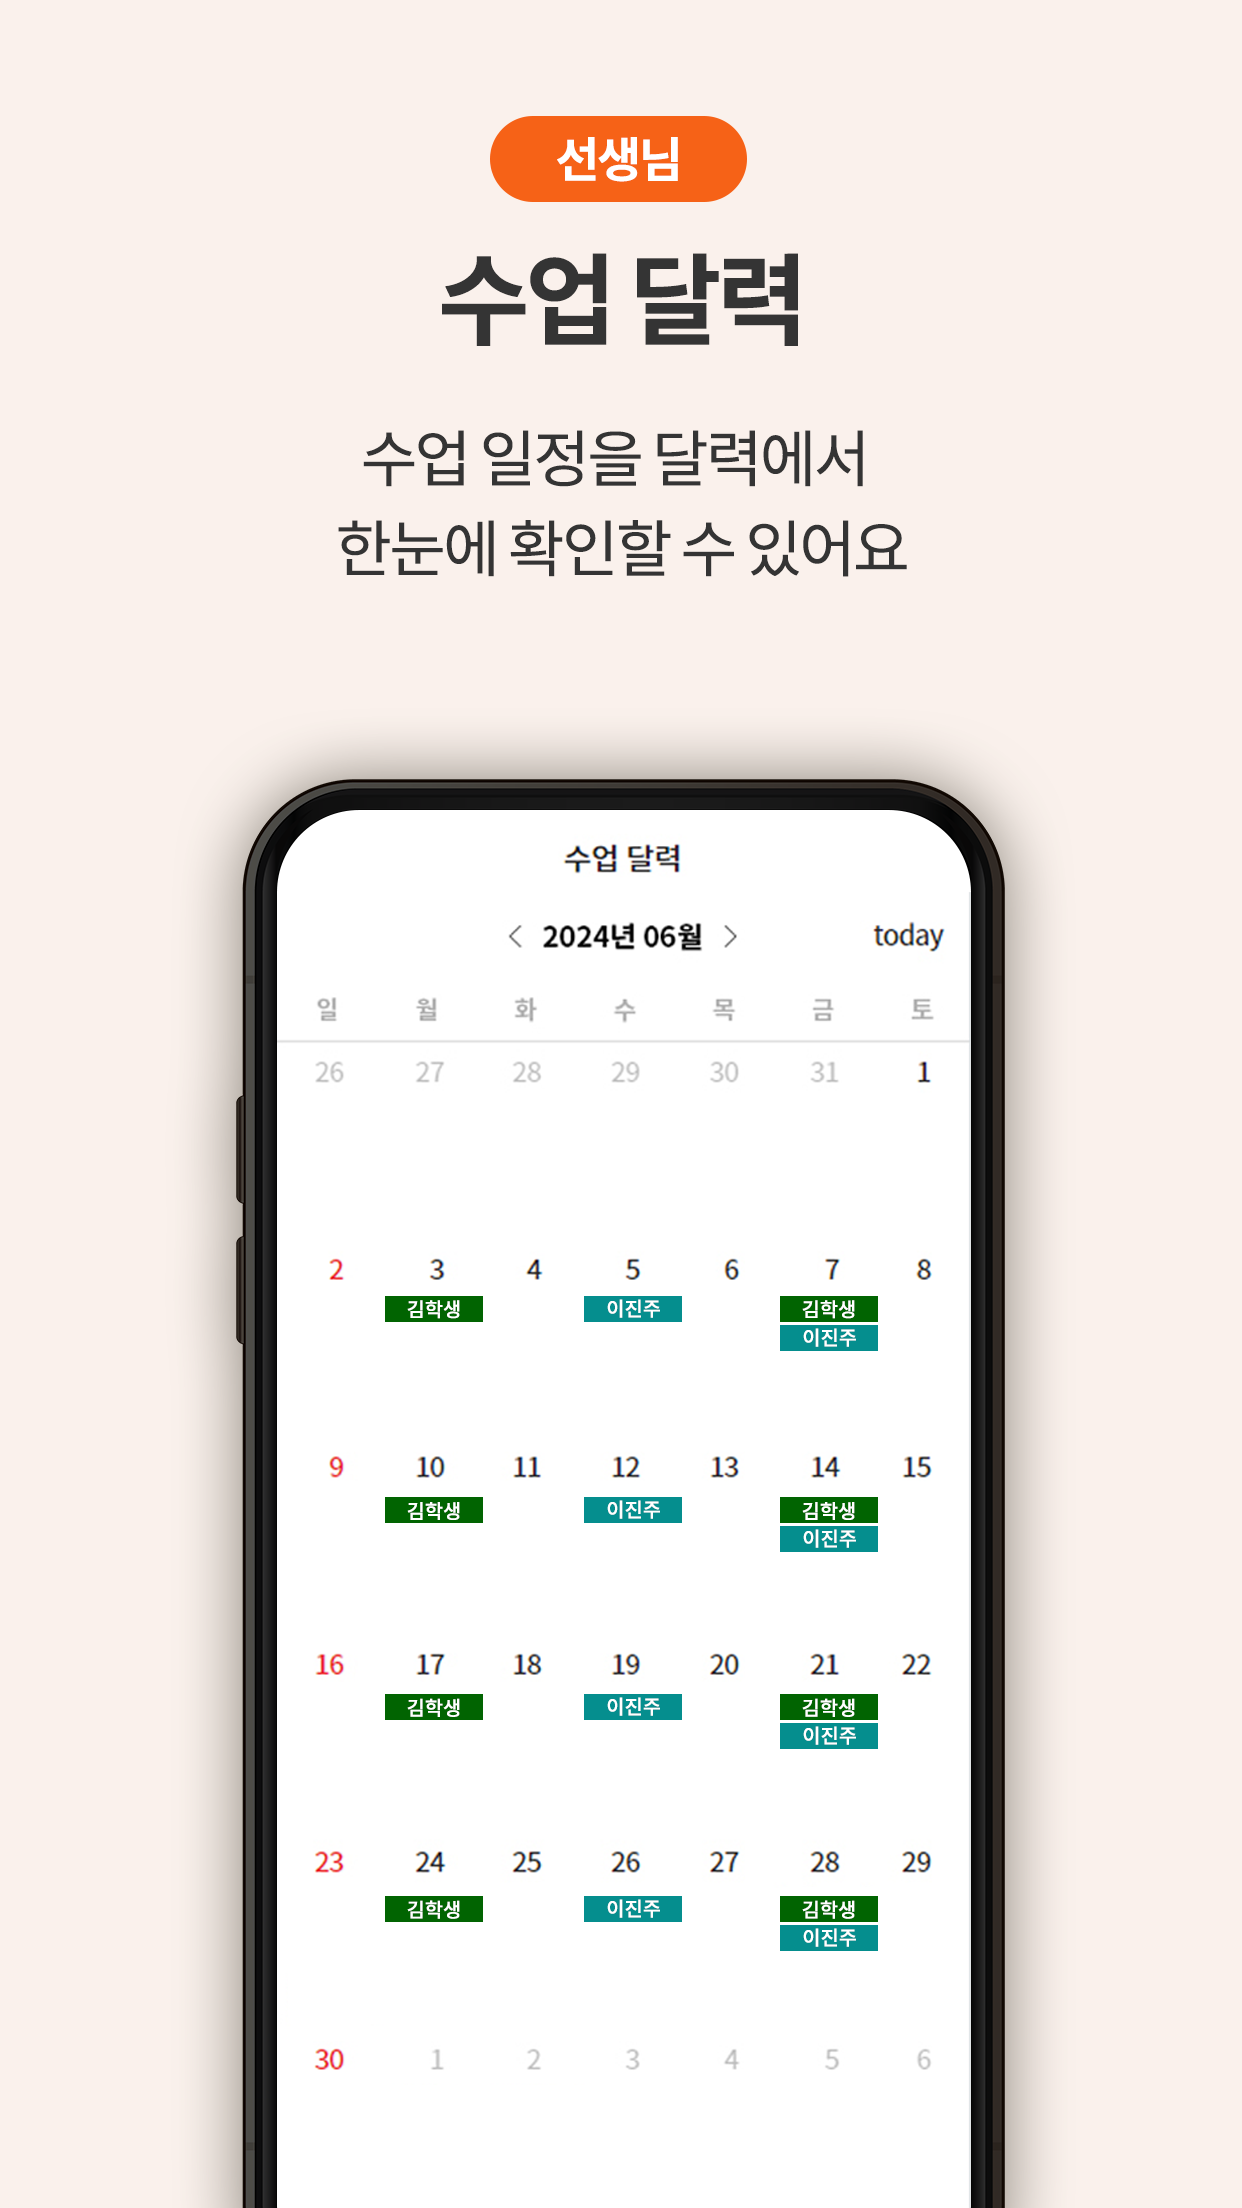 선생님
수업 달력
수업 일정을 달력에서
한눈에 확인할 수 있어요
수업 달력
2024년 06월 today
일 월 화 수 목 금 토
26 27 28 29 30 31 1
2 3 4 5 6 7 8
김학생 이진주 김학생
이진주
9 10 11 12 13 14 15
김학생 이진주 김학생
이진주
16 17 18 19 20 21 22
김학생 이진주 김학생
이진주
23 24 25 26 27 28 29
김학생 이진주 김학생
이진주
30 1 2 3 4 5 6